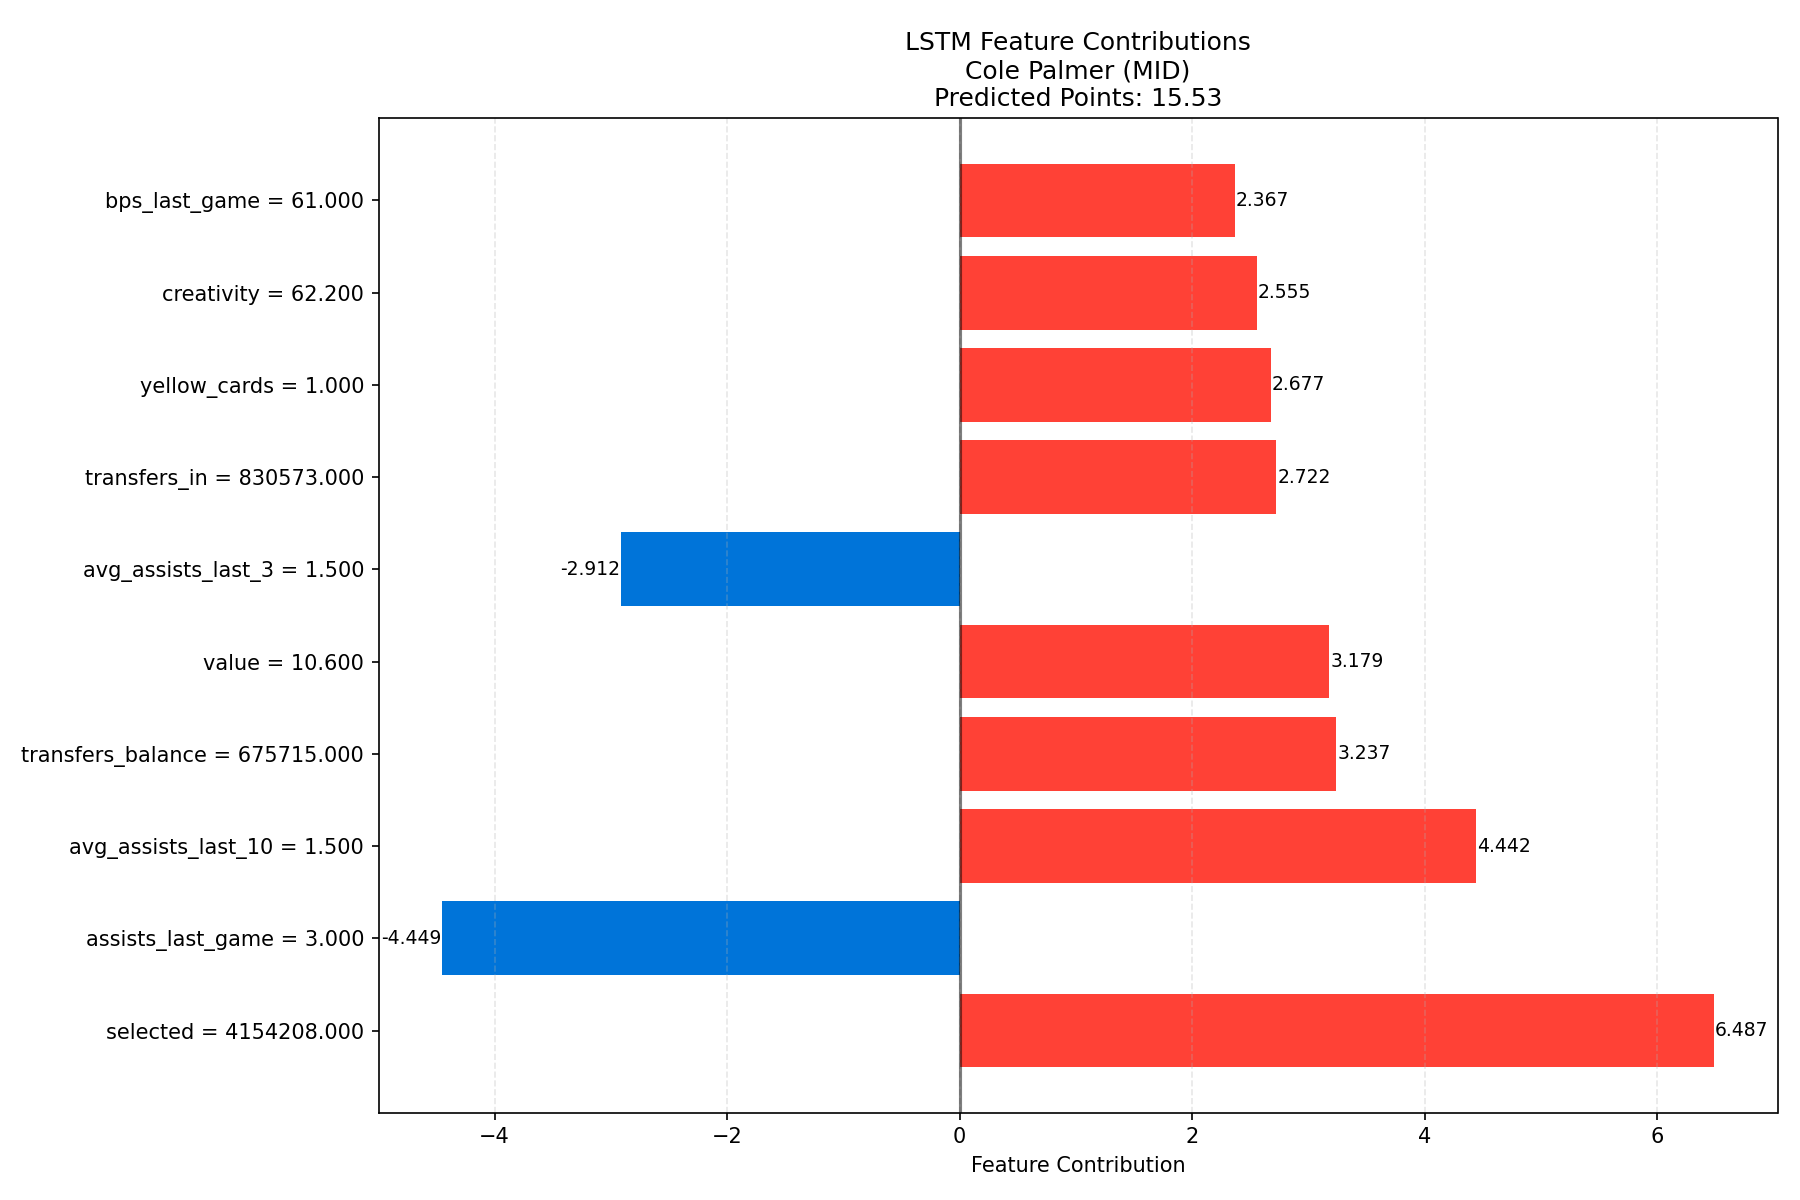 LSTM Feature Contributions
Cole Palmer (MID)
Predicted Points: 15.53
bps_last_game = 61.000
2.367
creativity = 62.200
2.555
yellow_cards = 1.000
2.677
transfers_in = 830573.000
2.722
avg_assists_last_3 = 1.500
-2.912
value = 10.600
3.179
transfers_balance = 675715.000
3.237
avg_assists_last_10 = 1.500
4.442
assists_last_game = 3.000
-4.449
selected = 4154208.000
6.487
−4 −2 0 2 4 6
Feature Contribution